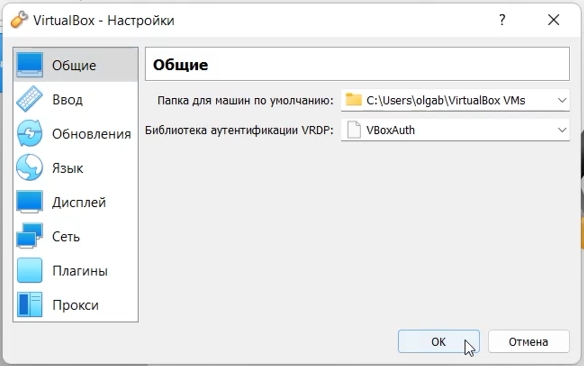 VirtualBox - Настройки
?
Общие
Ввод
Обновления
Язык
Дисплей
Сеть
Плагины
Прокси
Общие
Папка для машин по умолчанию: C:\Users\olgab\VirtualBox VMs
Библиотека аутентификации VRDP: VBoxAuth
OK
Отмена